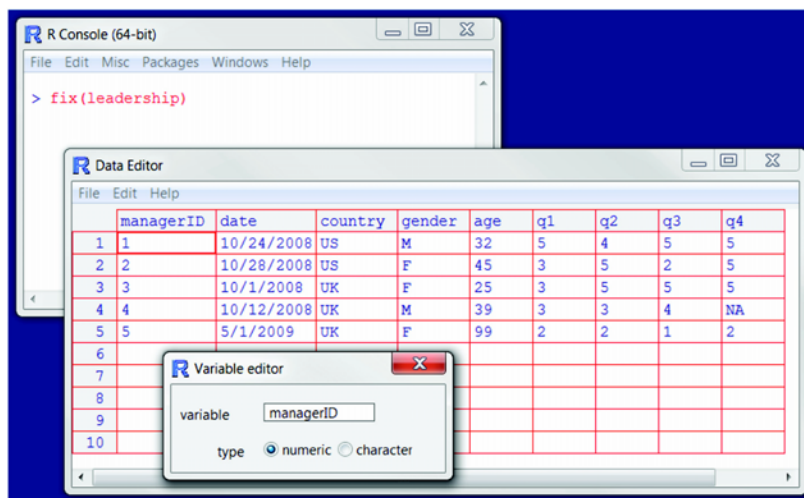 R R Console (64-bit)
File Edit Misc Packages Windows Help
> fix(leadership)
R Data Editor
File Edit Help
managerID date country gender age q1 q2 q3 q4
1 1 10/24/2008 US M 32 5 4 5 5
2 2 10/28/2008 US F 45 3 5 2 5
3 3 10/1/2008 UK F 25 3 5 5 5
4 4 10/12/2008 UK M 39 3 3 4 NA
5 5 5/1/2009 UK F 99 2 2 1 2
6
7
8
9
10
R Variable editor
variable managerID
type numeric character